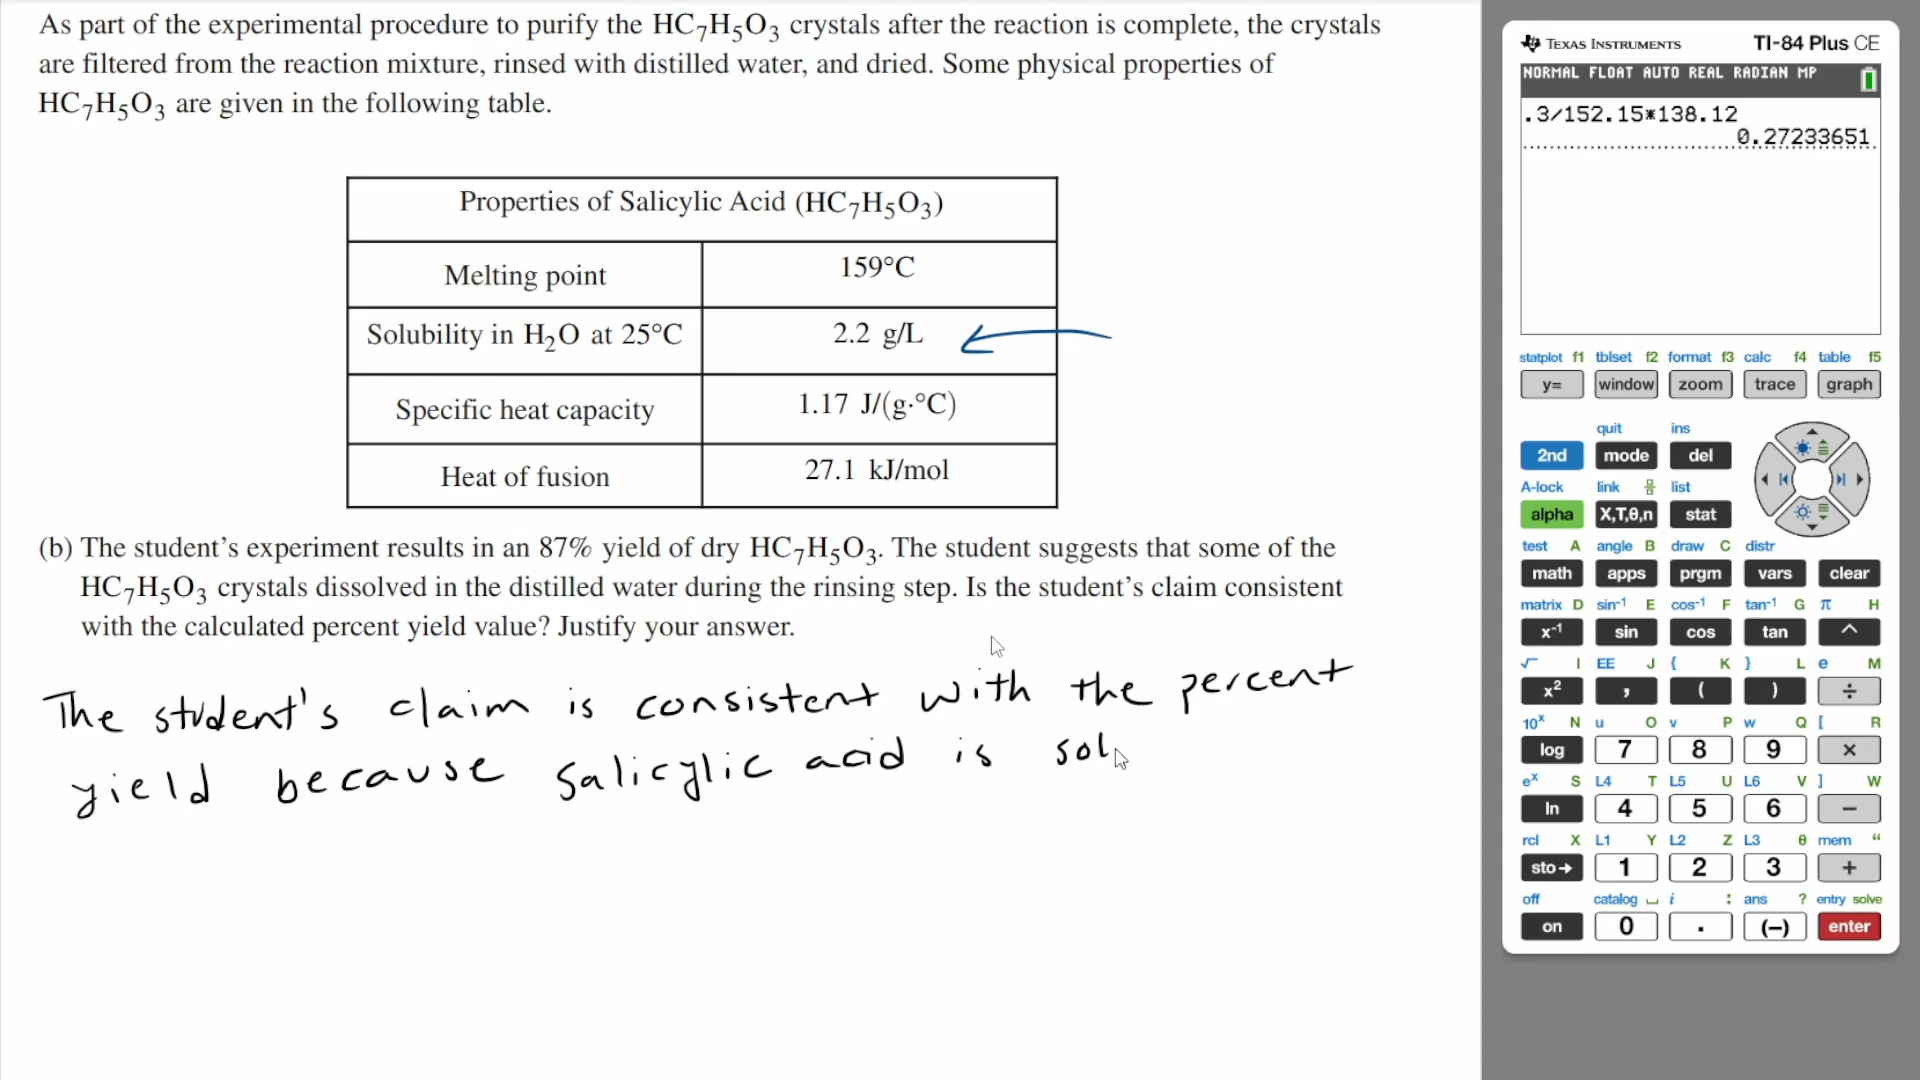 As part of the experimental procedure to purify the HC₇H₅O₃ crystals after the reaction is complete, the crystals
are filtered from the reaction mixture, rinsed with distilled water, and dried. Some physical properties of
HC₇H₅O₃ are given in the following table.
Properties of Salicylic Acid (HC₇H₅O₃)
Melting point 159°C
Solubility in H₂O at 25°C 2.2 g/L
Specific heat capacity 1.17 J/(g·°C)
Heat of fusion 27.1 kJ/mol
(b) The student’s experiment results in an 87% yield of dry HC₇H₅O₃. The student suggests that some of the
HC₇H₅O₃ crystals dissolved in the distilled water during the rinsing step. Is the student’s claim consistent
with the calculated percent yield value? Justify your answer.
The student's claim is consistent with the percent
yield because salicylic acid is sol
TEXAS INSTRUMENTS TI-84 Plus CE
NORMAL FLOAT AUTO REAL RADIAN MP
.3/152.15*138.12
0.27233651
statplot f1 tblset f2 format f3 calc f4 table f5
y= window zoom trace graph
quit ins
2nd mode del
A-lock link list
alpha X,T,θ,n stat
test A angle B draw C distr
math apps prgm vars clear
matrix D sin⁻¹ E cos⁻¹ F tan⁻¹ G π H
x⁻¹ sin cos tan ^
√ I EE J { K } L e M
x² , ( ) ÷
10ˣ N u O v P w Q [ R
log 7 8 9 ×
eˣ S L4 T L5 U L6 V ] W
ln 4 5 6 −
rcl X L1 Y L2 Z L3 θ mem “
sto→ 1 2 3 +
off catalog ⎵ i : ans ? entry solve
on 0 . (−) enter